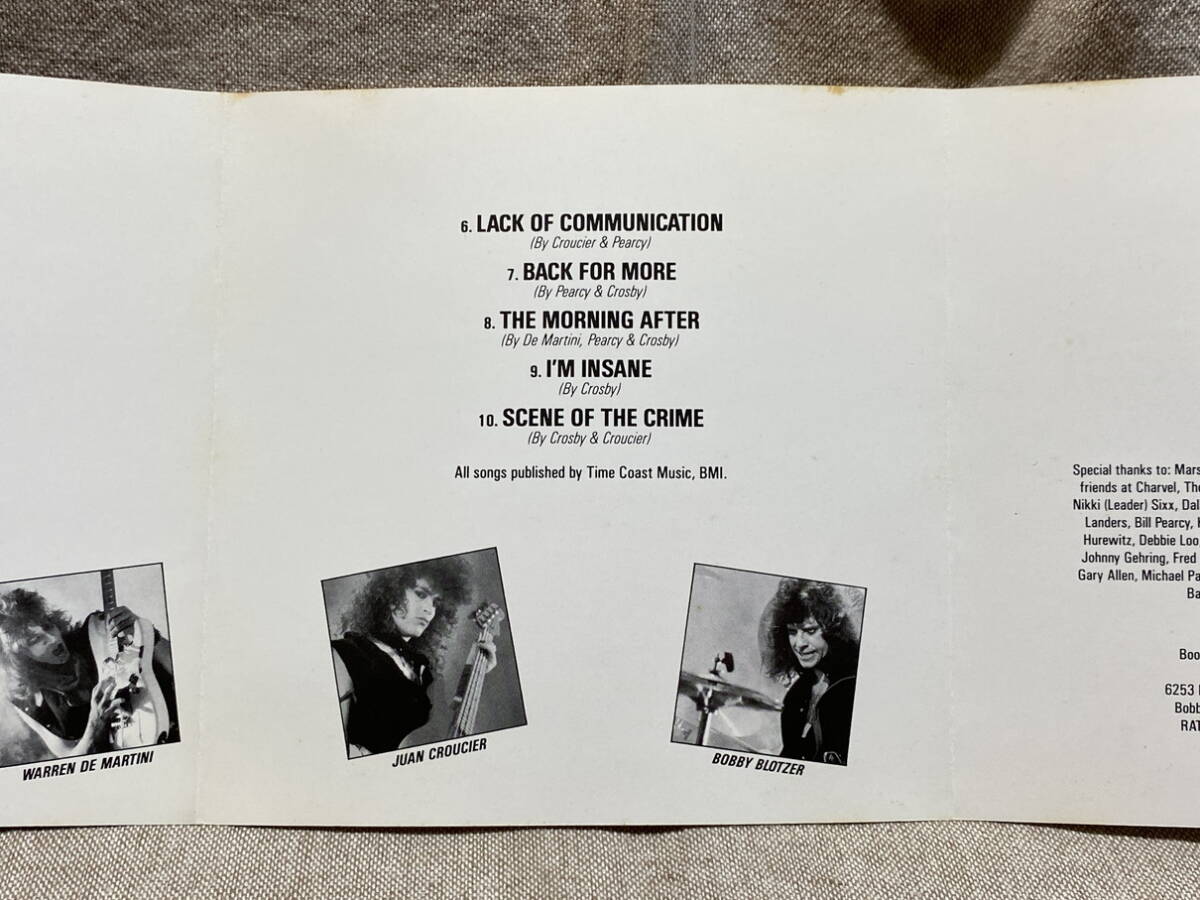 6. LACK OF COMMUNICATION
(By Croucier & Pearcy)
7. BACK FOR MORE
(By Pearcy & Crosby)
8. THE MORNING AFTER
(By De Martini, Pearcy & Crosby)
9. I'M INSANE
(By Crosby)
10. SCENE OF THE CRIME
(By Crosby & Croucier)
All songs published by Time Coast Music, BMI.
WARREN DE MARTINI
JUAN CROUCIER
BOBBY BLOTZER
Special thanks to:
friends at Charvel,
Nikki (Leader) Sixx,
Landers, Bill Pearcy,
Hurewitz, Debbie Loo,
Johnny Gehring, Fred
Gary Allen, Michael
6253